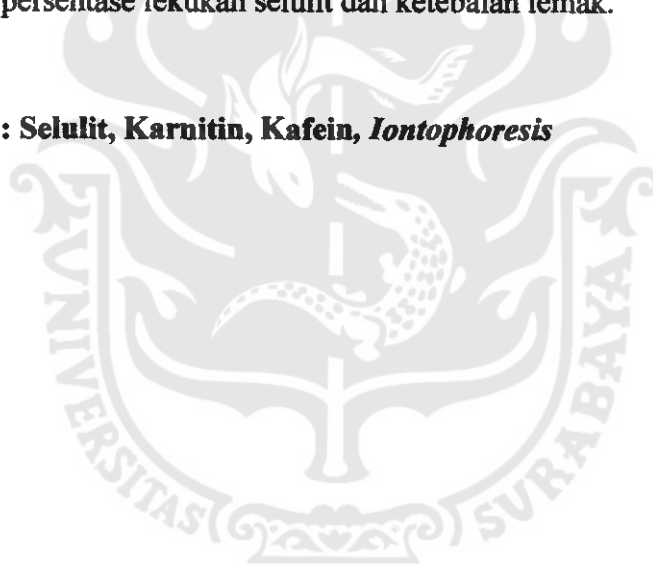 persentase lekukan selulit dan ketebalan lemak.
: Selulit, Karnitin, Kafein, Iontophoresis
UNIVERSITAS SURABAYA